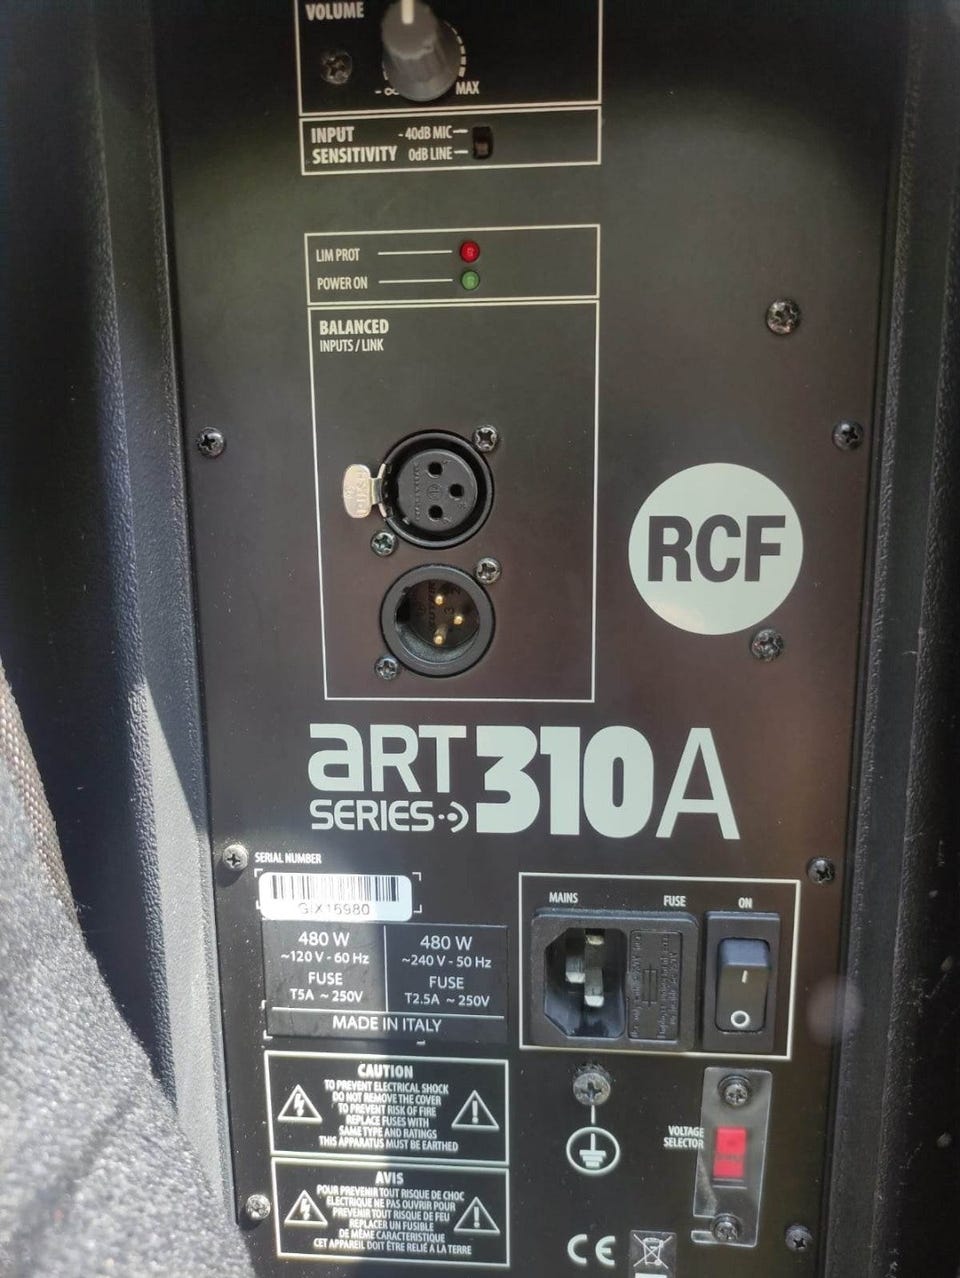 VOLUME
-∞ MAX
INPUT SENSITIVITY
-40dB MIC
0dB LINE
LIM PROT
POWER ON
BALANCED
INPUTS / LINK
PUSH
RCF
aRT
SERIES
310A
SERIAL NUMBER
GIX16980
480 W
~120 V - 60 Hz
FUSE
T5A ~ 250V
480 W
~240 V - 50 Hz
FUSE
T2.5A ~ 250V
MADE IN ITALY
MAINS
FUSE
ON
CAUTION
TO PREVENT ELECTRICAL SHOCK
DO NOT REMOVE THE COVER
TO PREVENT RISK OF FIRE
REPLACE FUSES WITH
SAME TYPE AND RATINGS
THIS APPARATUS MUST BE EARTHED
VOLTAGE
SELECTOR
AVIS
POUR PREVENIR TOUT RISQUE DE CHOC
ELECTRIQUE NE PAS OUVRIR POUR
PREVENIR TOUT RISQUE DE FEU
REPLACER UN FUSIBLE
DE MÊME CARACTERISTIQUE
CET APPAREIL DOIT ÊTRE RELIÉ A LA TERRE
CE